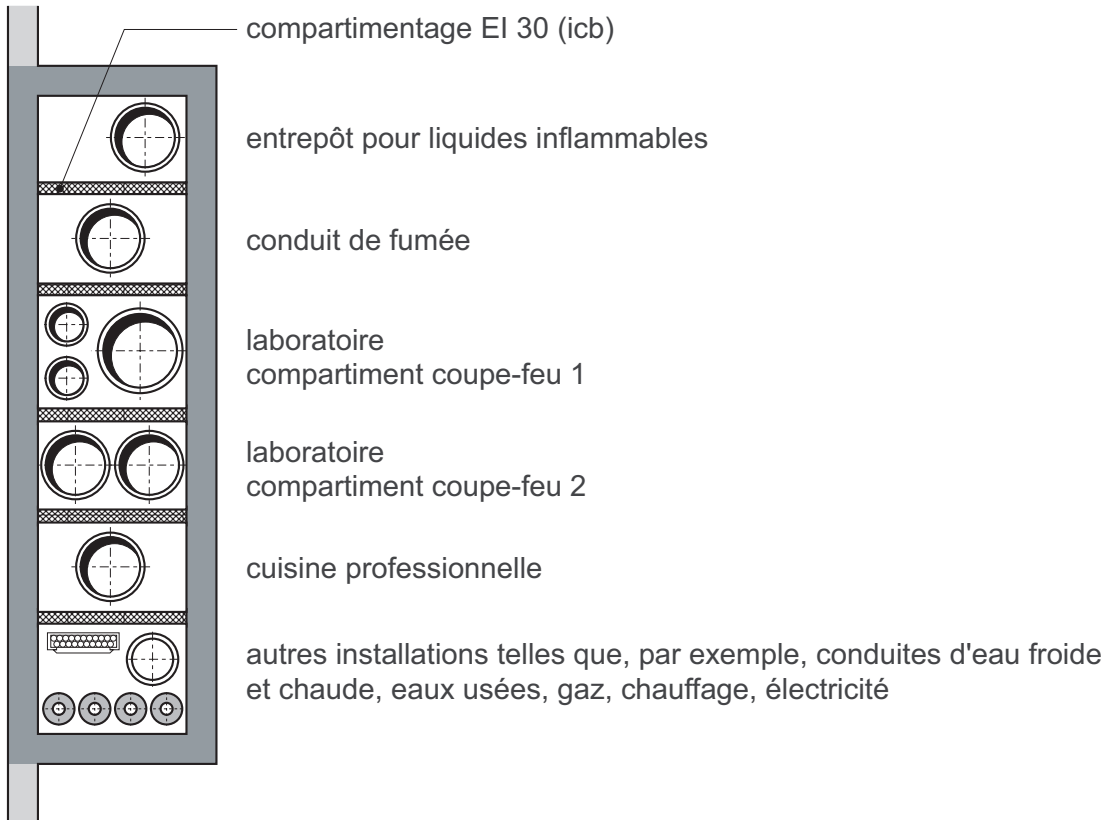 compartimentage EI 30 (icb)
entrepôt pour liquides inflammables
conduit de fumée
laboratoire
compartiment coupe-feu 1
laboratoire
compartiment coupe-feu 2
cuisine professionnelle
autres installations telles que, par exemple, conduites d'eau froide
et chaude, eaux usées, gaz, chauffage, électricité